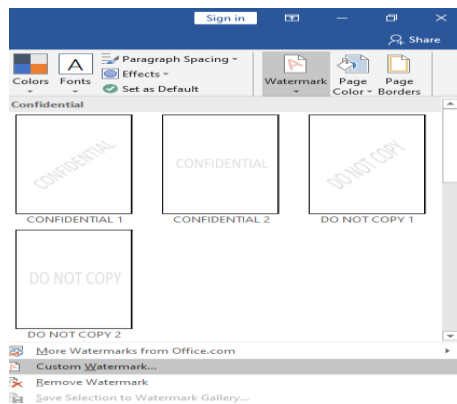 Sign in
Share
Colors Fonts Paragraph Spacing
Effects
Set as Default
Watermark Page Color Page Borders
Confidential
CONFIDENTIAL CONFIDENTIAL DO NOT COPY
CONFIDENTIAL 1 CONFIDENTIAL 2 DO NOT COPY 1
DO NOT COPY
DO NOT COPY 2
More Watermarks from Office.com
Custom Watermark...
Remove Watermark
Save Selection to Watermark Gallery...